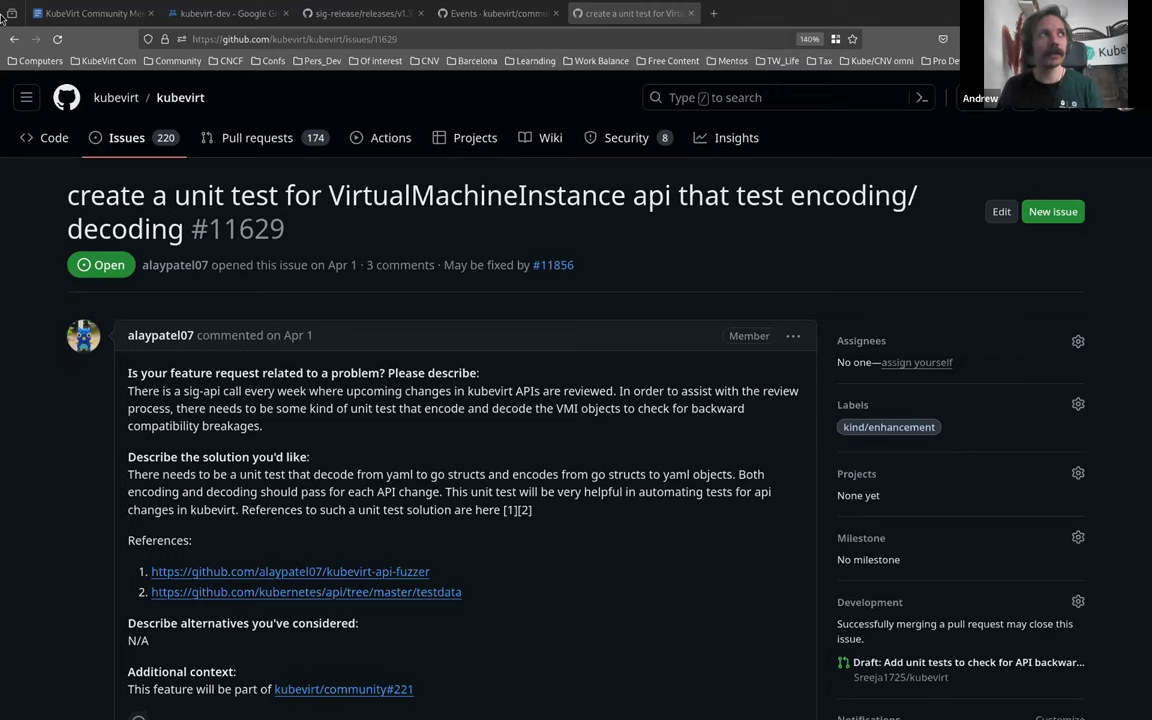 KubeVirt Community Me
kubevirt-dev - Google Gr
sig-release/releases/v1.3
Events · kubevirt/commu
create a unit test for Virtual
https://github.com/kubevirt/kubevirt/issues/11629
140%
Computers
KubeVirt Com
Community
CNCF
Confs
Pers_Dev
Of interest
CNV
Barcelona
Learnding
Work Balance
Free Content
Mentos
TW_Life
Tax
Kube/CNV omni
Pro De
Andrew
kubevirt / kubevirt
Type / to search
Code
Issues 220
Pull requests 174
Actions
Projects
Wiki
Security 8
Insights
create a unit test for VirtualMachineInstance api that test encoding/
decoding #11629
Edit
New issue
Open
alaypatel07 opened this issue on Apr 1 · 3 comments · May be fixed by #11856
alaypatel07 commented on Apr 1
Member
Is your feature request related to a problem? Please describe:
There is a sig-api call every week where upcoming changes in kubevirt APIs are reviewed. In order to assist with the review
process, there needs to be some kind of unit test that encode and decode the VMI objects to check for backward
compatibility breakages.
Describe the solution you'd like:
There needs to be a unit test that decode from yaml to go structs and encodes from go structs to yaml objects. Both
encoding and decoding should pass for each API change. This unit test will be very helpful in automating tests for api
changes in kubevirt. References to such a unit test solution are here [1][2]
References:
1. https://github.com/alaypatel07/kubevirt-api-fuzzer
2. https://github.com/kubernetes/api/tree/master/testdata
Describe alternatives you've considered:
N/A
Additional context:
This feature will be part of kubevirt/community#221
Assignees
No one—assign yourself
Labels
kind/enhancement
Projects
None yet
Milestone
No milestone
Development
Successfully merging a pull request may close this
issue.
Draft: Add unit tests to check for API backwar...
Sreeja1725/kubevirt
Notifications
Customize